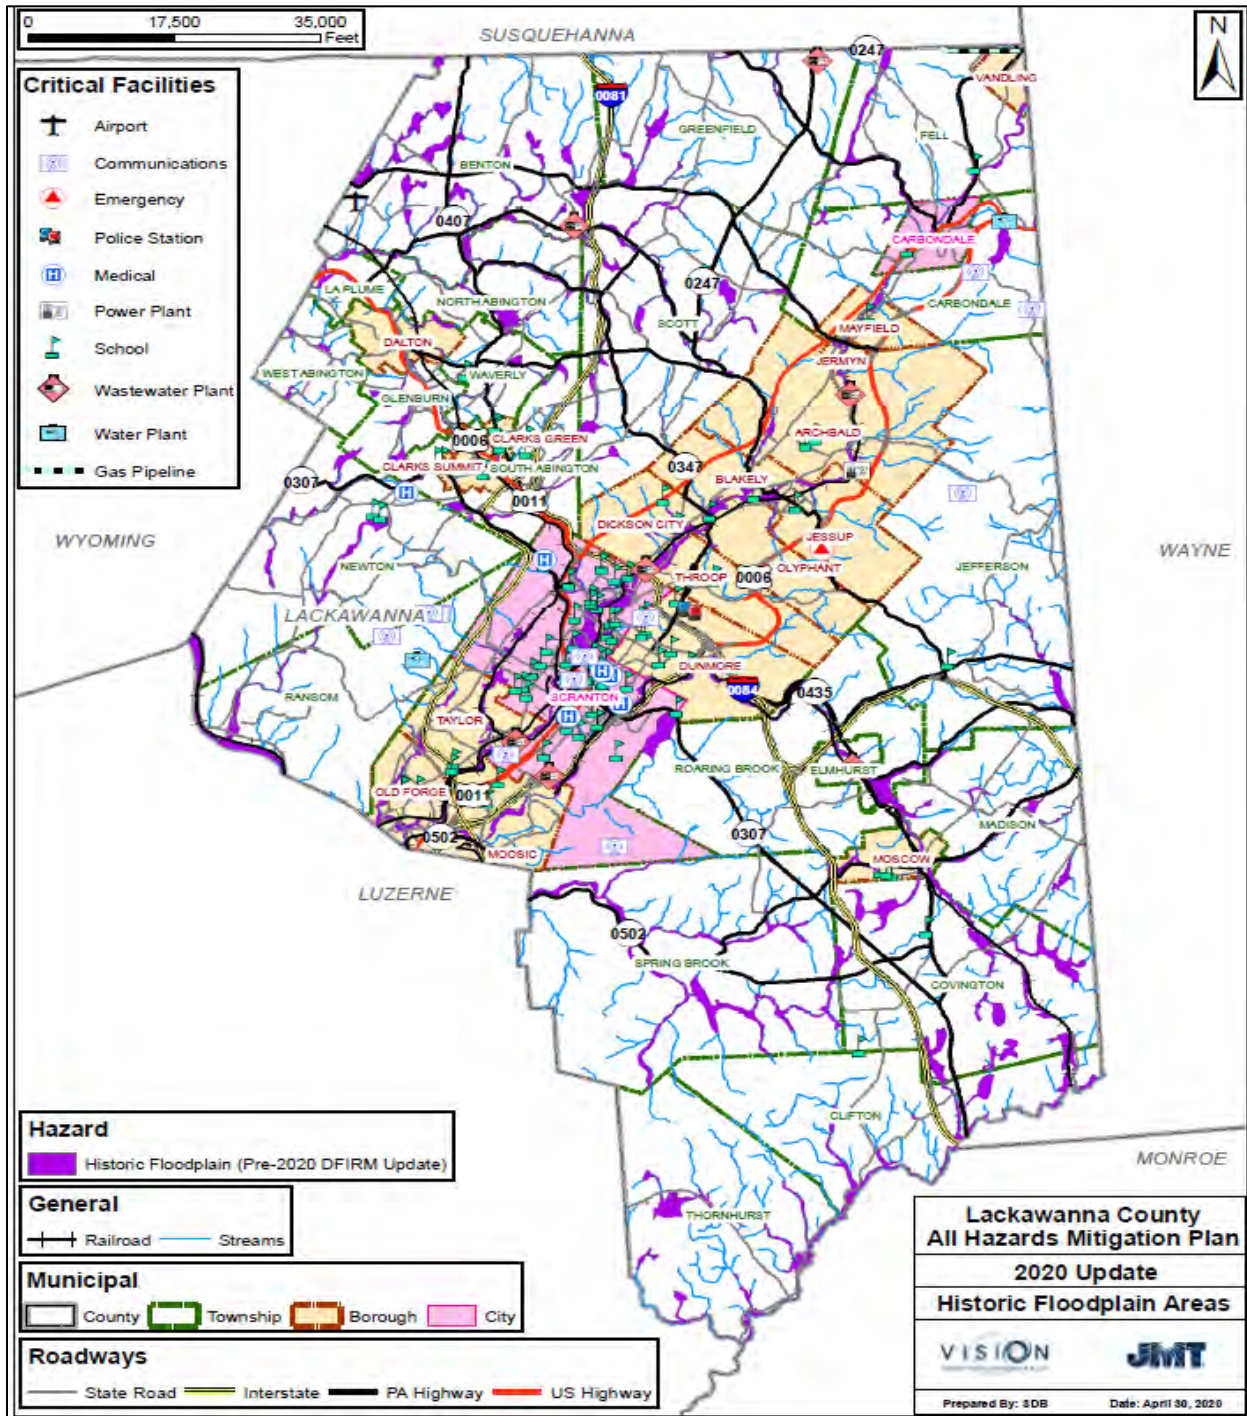 0 17,500 35,000
Feet
N
SUSQUEHANNA
Critical Facilities
Airport
Communications
Emergency
Police Station
Medical
Power Plant
School
Wastewater Plant
Water Plant
Gas Pipeline
0247
VANDLING
0081
GREENFIELD
FELL
BENTON
0407
CARBONDALE
LA PLUME
NORTH ABINGTON
0247
CARBONDALE
SCOTT
MAYFIELD
DALTON
JERMYN
WEST ABINGTON
WAVERLY
GLENBURN
ARCHBALD
0006
CLARKS GREEN
CLARKS SUMMIT
SOUTH ABINGTON
0347
BLAKELY
0307
0011
DICKSON CITY
JESSUP
WYOMING
WAYNE
NEWTON
THROOP
0006
OLYPHANT
JEFFERSON
LACKAWANNA
DUNMORE
RANSOM
SCRANTON
0084
0435
TAYLOR
ROARING BROOK
ELMHURST
OLD FORGE
0011
0502
0307
MADISON
MOOSIC
MOSCOW
LUZERNE
0502
SPRING BROOK
COVINGTON
CLIFTON
MONROE
THORNHURST
Hazard
Historic Floodplain (Pre-2020 DFIRM Update)
General
Railroad Streams
Municipal
County Township Borough City
Roadways
State Road Interstate PA Highway US Highway
Lackawanna County
All Hazards Mitigation Plan
2020 Update
Historic Floodplain Areas
VISION JMT
Prepared By: SDB Date: April 30, 2020